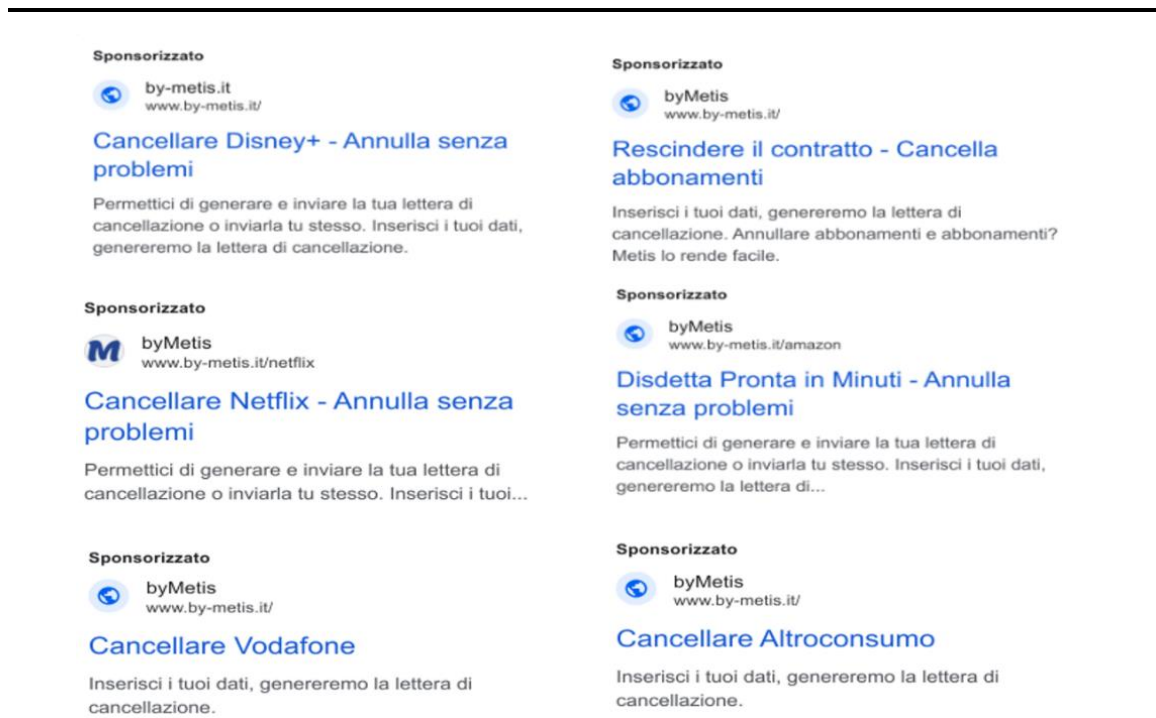 Sponsorizzato
by-metis.it
www.by-metis.it/
Cancellare Disney+ - Annulla senza
problemi
Permettici di generare e inviare la tua lettera di
cancellazione o inviarla tu stesso. Inserisci i tuoi dati,
genereremo la lettera di cancellazione.
Sponsorizzato
byMetis
www.by-metis.it/
Rescindere il contratto - Cancella
abbonamenti
Inserisci i tuoi dati, genereremo la lettera di
cancellazione. Annullare abbonamenti e abbonamenti?
Metis lo rende facile.
Sponsorizzato
M
byMetis
www.by-metis.it/netflix
Cancellare Netflix - Annulla senza
problemi
Permettici di generare e inviare la tua lettera di
cancellazione o inviarla tu stesso. Inserisci i tuoi...
Sponsorizzato
byMetis
www.by-metis.it/amazon
Disdetta Pronta in Minuti - Annulla
senza problemi
Permettici di generare e inviare la tua lettera di
cancellazione o inviarla tu stesso. Inserisci i tuoi dati,
genereremo la lettera di...
Sponsorizzato
byMetis
www.by-metis.it/
Cancellare Vodafone
Inserisci i tuoi dati, genereremo la lettera di
cancellazione.
Sponsorizzato
byMetis
www.by-metis.it/
Cancellare Altroconsumo
Inserisci i tuoi dati, genereremo la lettera di
cancellazione.